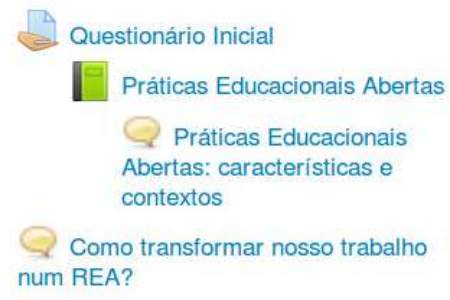 Questionário Inicial
Práticas Educacionais Abertas
Práticas Educacionais
Abertas: características e
contextos
Como transformar nosso trabalho
num REA?